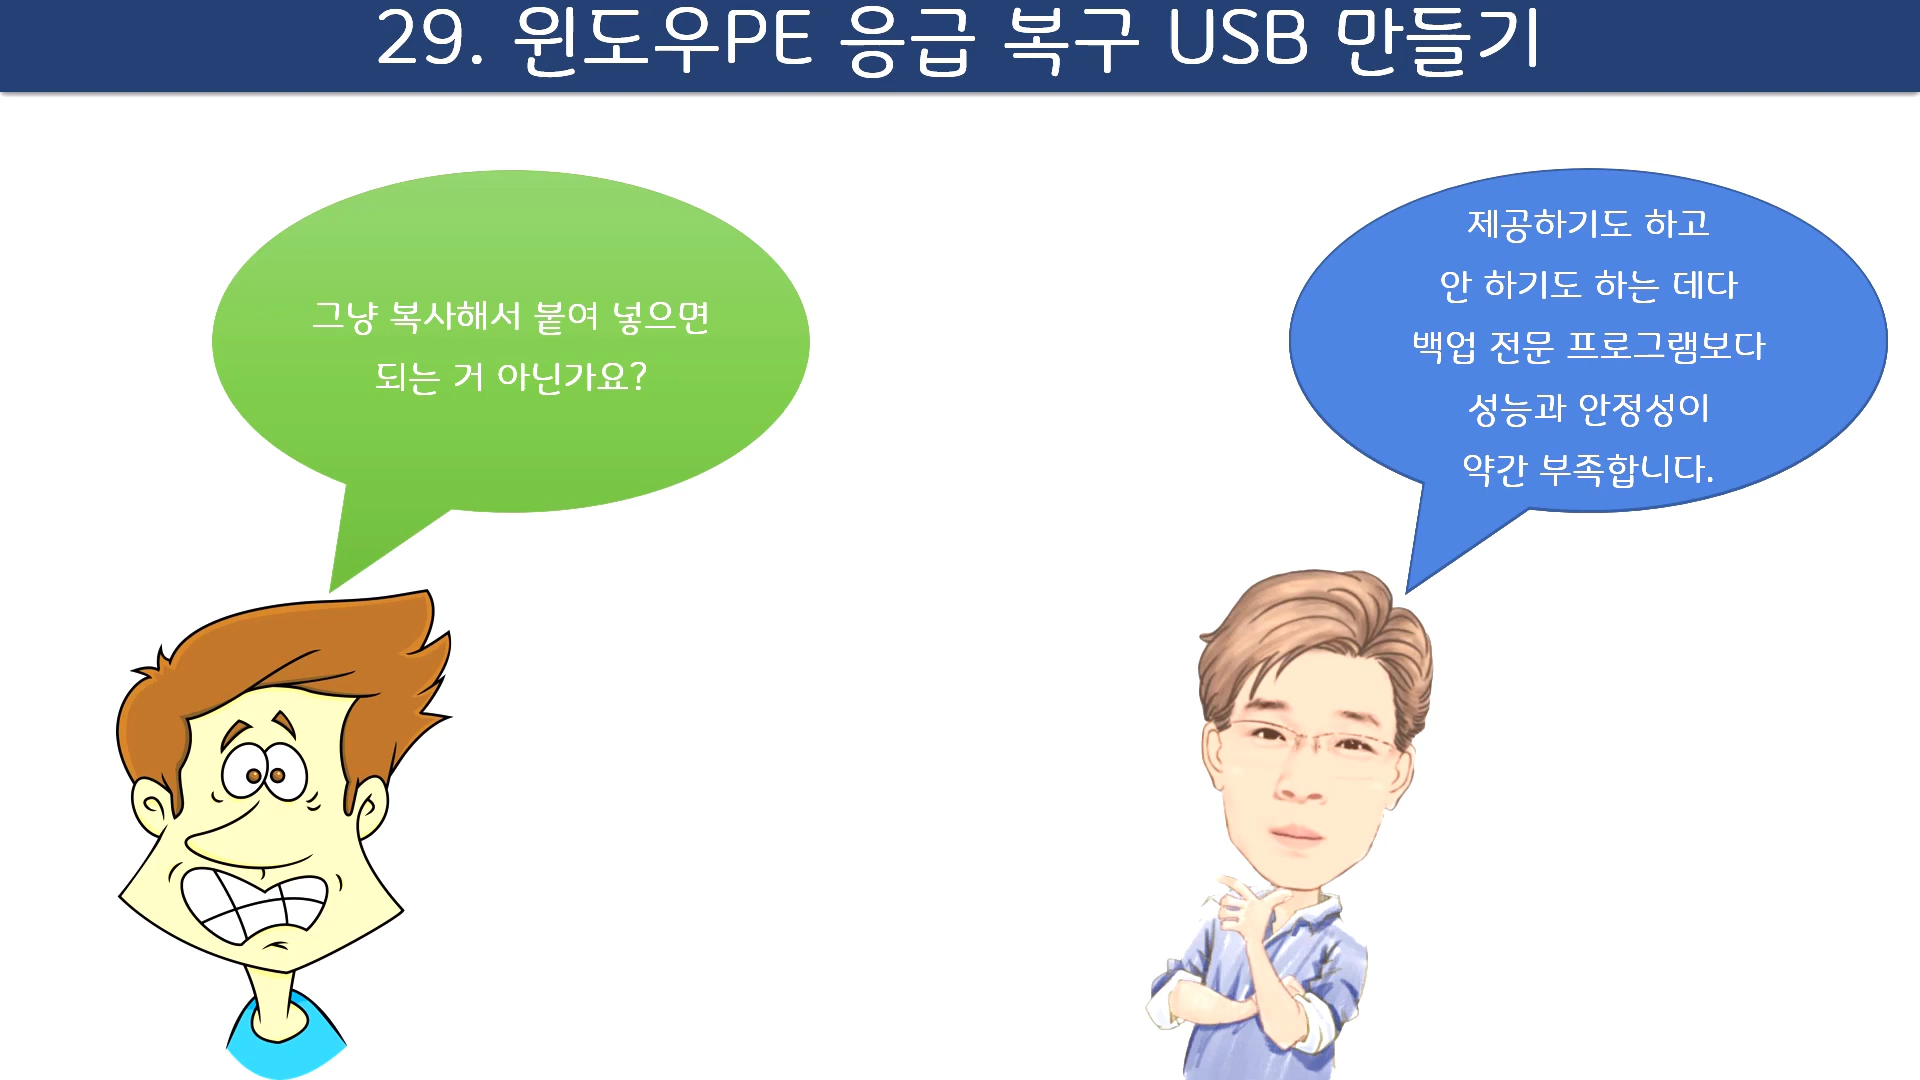 29. 윈도우PE 응급 복구 USB 만들기
그냥 복사해서 붙여 넣으면
되는 거 아닌가요?
제공하기도 하고
안 하기도 하는 데다
백업 전문 프로그램보다
성능과 안정성이
약간 부족합니다.